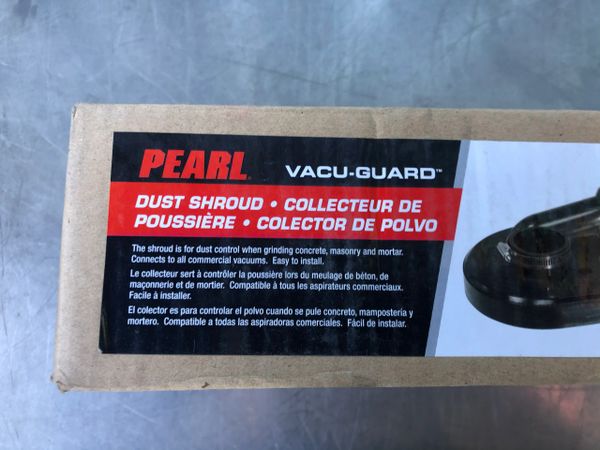 PEARL® VACU-GUARD™
DUST SHROUD • COLLECTEUR DE
POUSSIÈRE • COLECTOR DE POLVO
The shroud is for dust control when grinding concrete, masonry and mortar.
Connects to all commercial vacuums. Easy to install.
Le collecteur sert à contrôler la poussière lors du meulage de béton, de
maçonnerie et de mortier. Compatible à tous les aspirateurs commerciaux.
Facile à installer.
El colector es para controlar el polvo cuando se pule concreto, mampostería y
mortero. Compatible a todas las aspiradoras comerciales. Fácil de instalar.